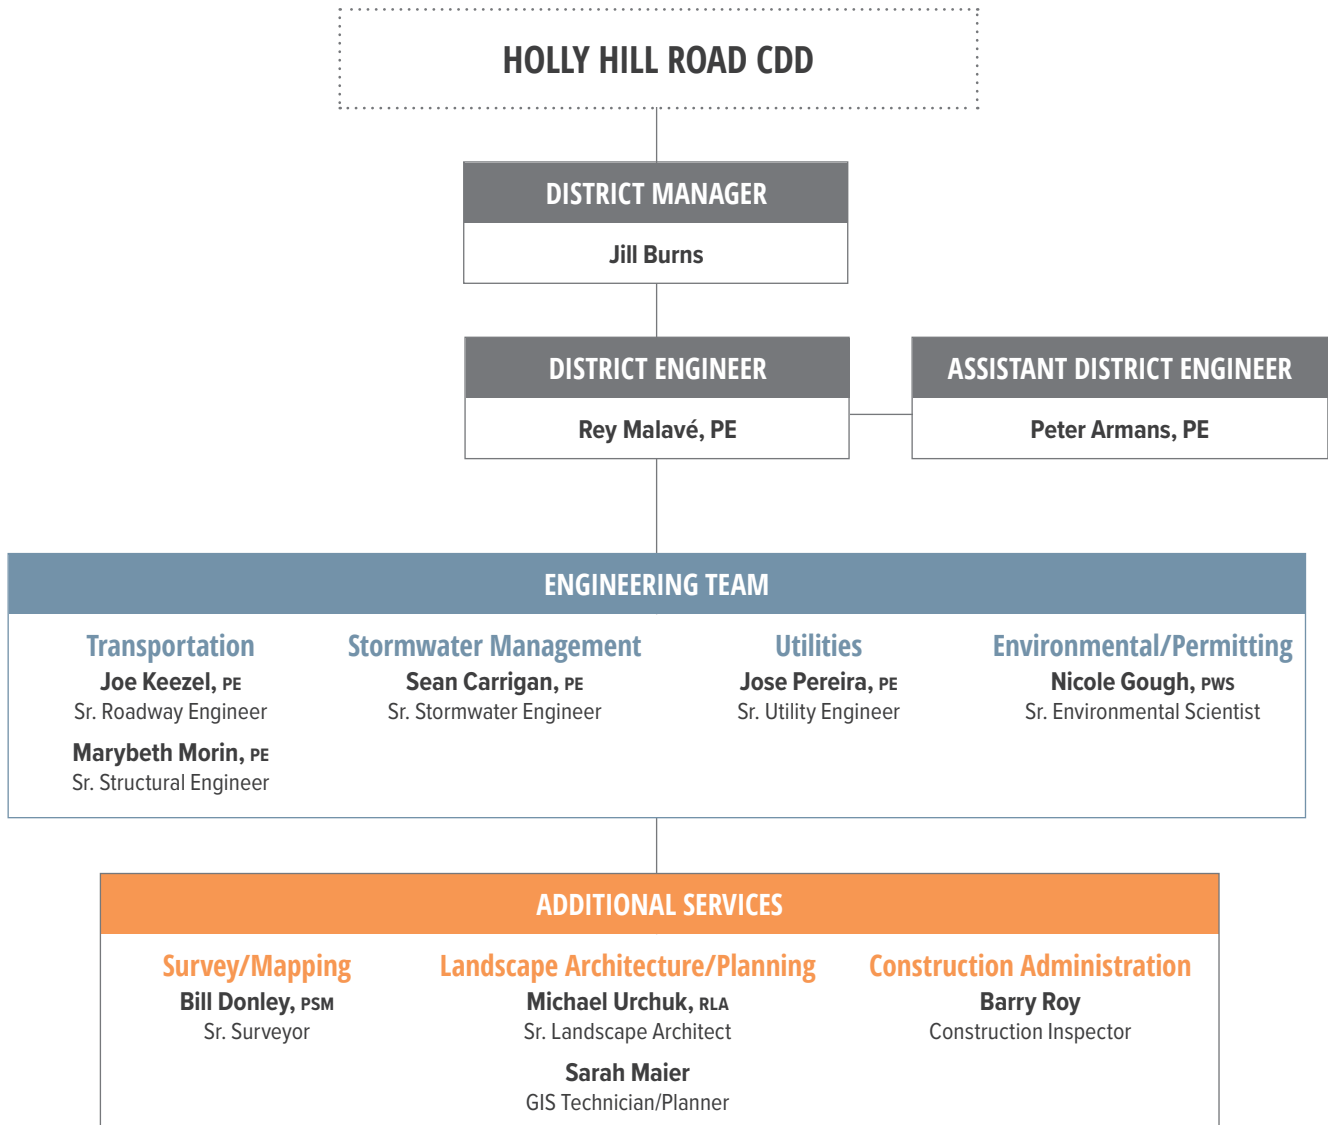 HOLLY HILL ROAD CDD
DISTRICT MANAGER
Jill Burns
DISTRICT ENGINEER
Rey Malavé, PE
ASSISTANT DISTRICT ENGINEER
Peter Armans, PE
ENGINEERING TEAM
Transportation
Joe Keezel, PE
Sr. Roadway Engineer
Marybeth Morin, PE
Sr. Structural Engineer
Stormwater Management
Sean Carrigan, PE
Sr. Stormwater Engineer
Utilities
Jose Pereira, PE
Sr. Utility Engineer
Environmental/Permitting
Nicole Gough, PWS
Sr. Environmental Scientist
ADDITIONAL SERVICES
Survey/Mapping
Bill Donley, PSM
Sr. Surveyor
Landscape Architecture/Planning
Michael Urchuk, RLA
Sr. Landscape Architect
Sarah Maier
GIS Technician/Planner
Construction Administration
Barry Roy
Construction Inspector